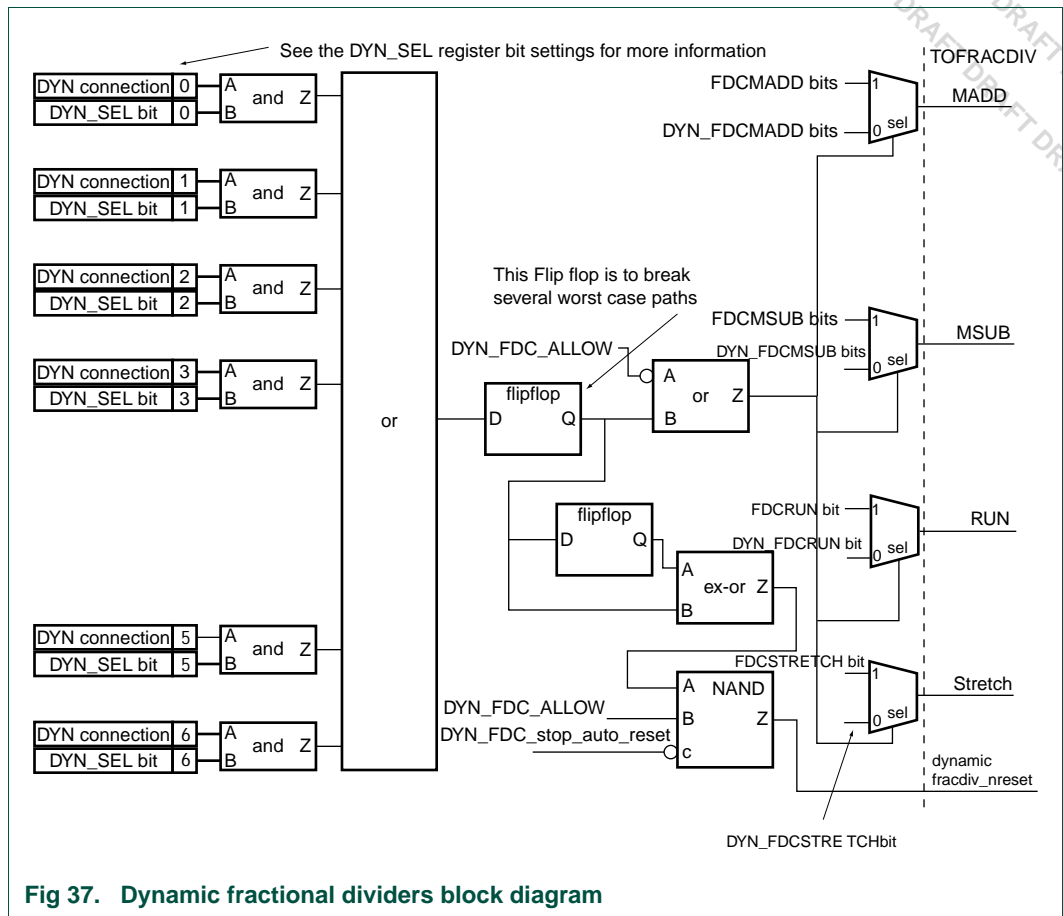 See the DYN_SEL register bit settings for more information
DYN connection 0
DYN_SEL bit 0
A
B
and Z
DYN connection 1
DYN_SEL bit 1
A
B
and Z
DYN connection 2
DYN_SEL bit 2
A
B
and Z
DYN connection 3
DYN_SEL bit 3
A
B
and Z
DYN connection 5
DYN_SEL bit 5
A
B
and Z
DYN connection 6
DYN_SEL bit 6
A
B
and Z
or
This Flip flop is to break
several worst case paths
DYN_FDC_ALLOW
flipflop
D Q
A
or Z
B
flipflop
D Q
A
ex-or Z
B
A NAND
DYN_FDC_ALLOW
B Z
DYN_FDC_stop_auto_reset
c
TOFRACDIV
FDCMADD bits
1
MADD
DYN_FDCMADD bits
0 sel
FDCMSUB bits
1
MSUB
DYN_FDCMSUB bits
0 sel
FDCRUN bit
1
RUN
DYN_FDCRUN bit
0 sel
FDCSTRETCH bit
1
Stretch
0 sel
dynamic
fracdiv_nreset
DYN_FDCSTRE TCHbit
DRAFT DRAFT
DRAFT DRA
Fig 37. Dynamic fractional dividers block diagram